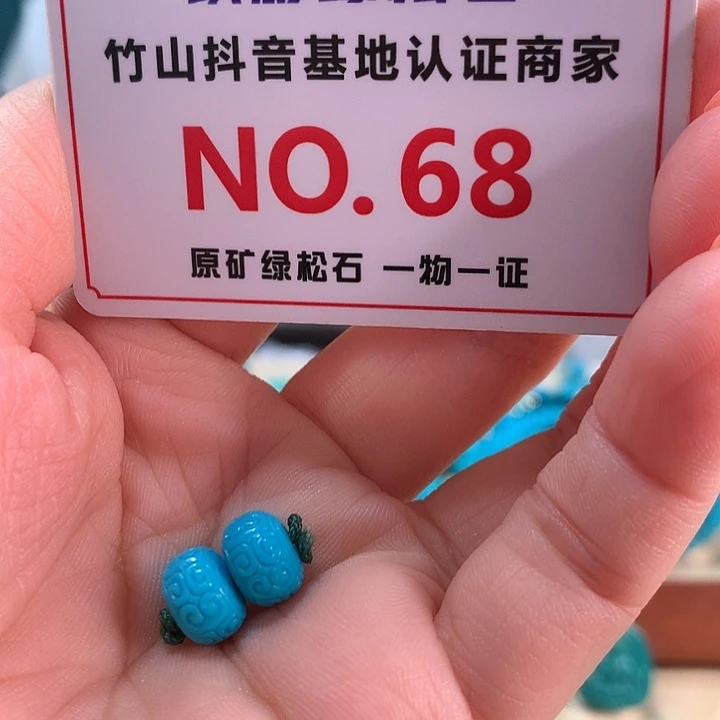 竹山抖音基地认证商家
NO.68
原矿绿松石 一物一证